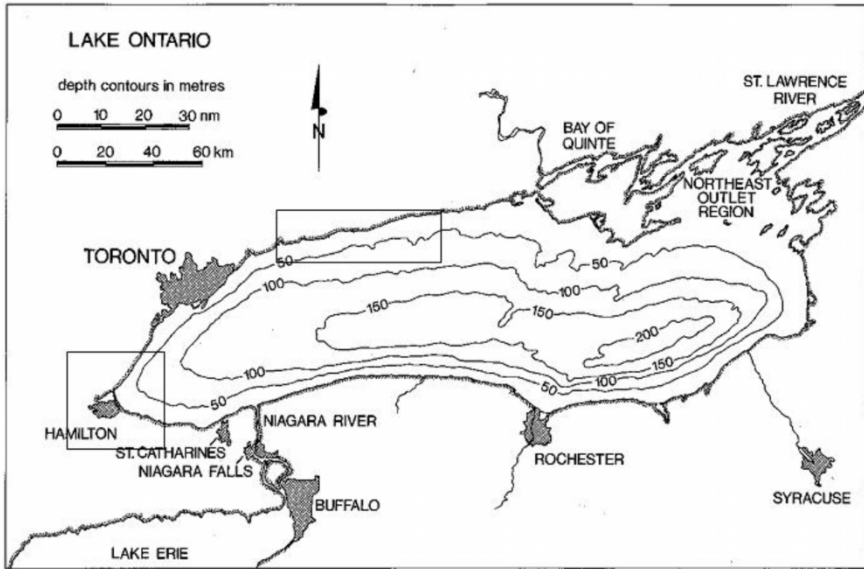 LAKE ONTARIO
depth contours in metres
0 10 20 30 nm
0 20 40 60 km
N
ST. LAWRENCE
RIVER
BAY OF
QUINTE
NORTHEAST
OUTLET
REGION
TORONTO
50
50
100
100
150
150
200
150
100
50
100
50
HAMILTON
ST. CATHARINES
NIAGARA FALLS
NIAGARA RIVER
BUFFALO
ROCHESTER
SYRACUSE
LAKE ERIE